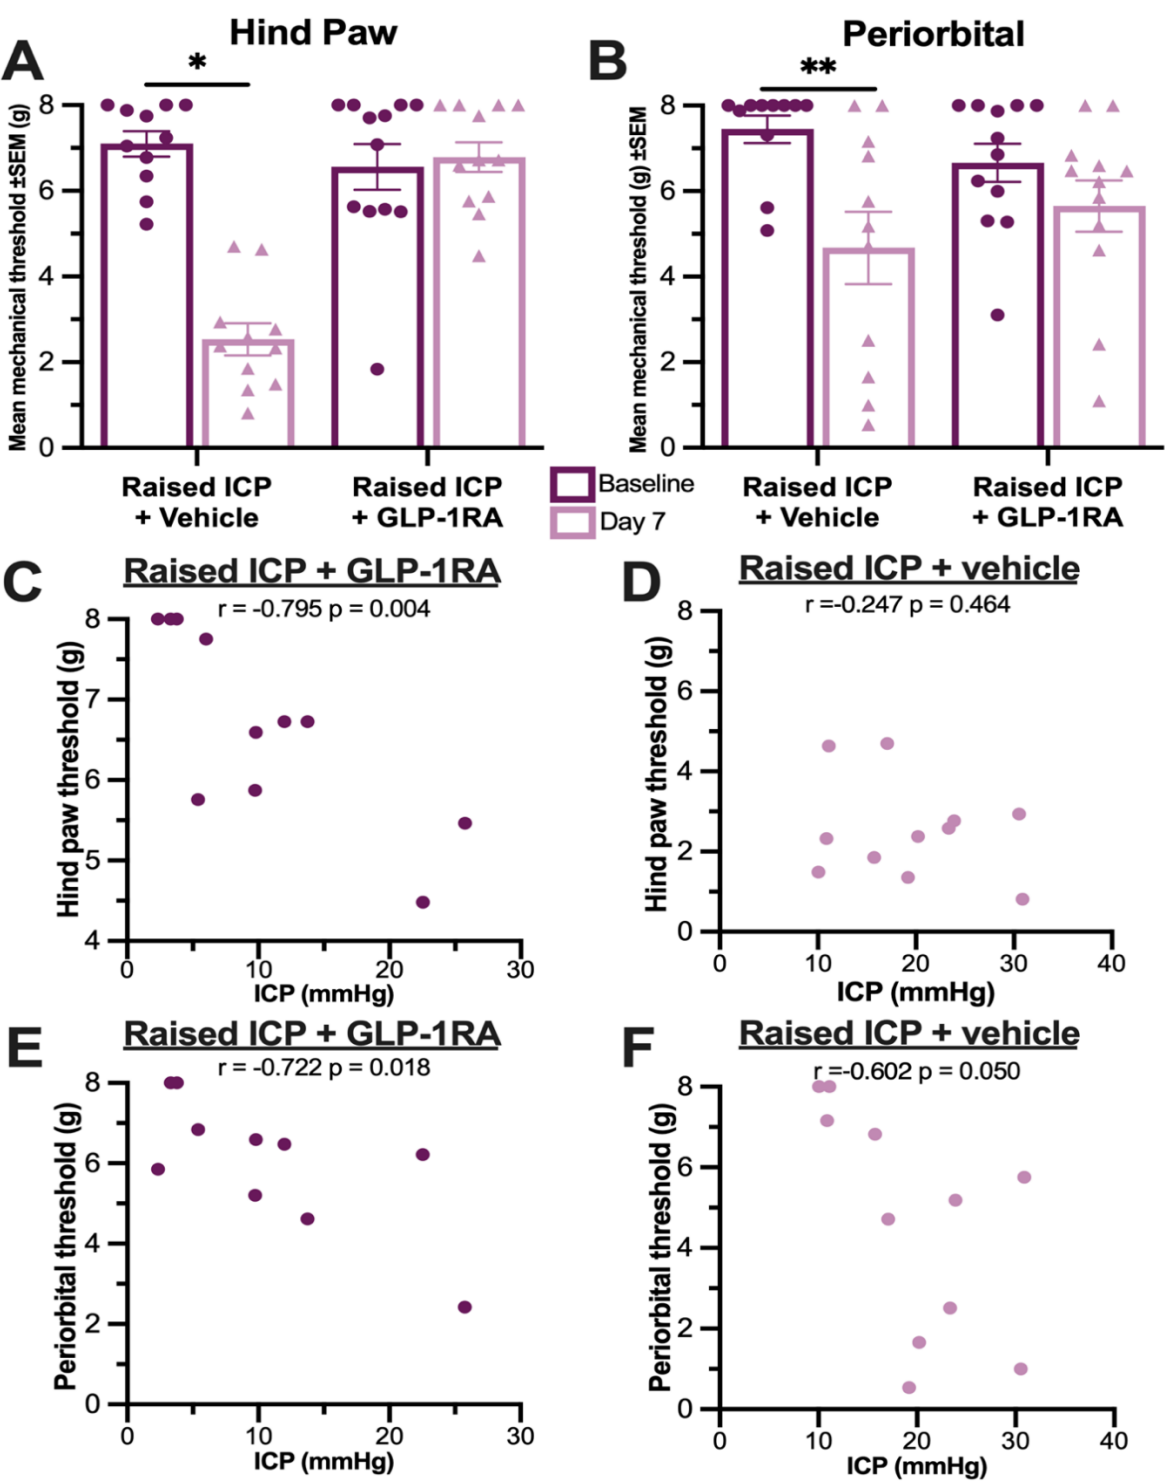 A
Hind Paw
*
Mean mechanical threshold ±SEM (g)
8
6
4
2
0
Raised ICP
+ Vehicle
Raised ICP
+ GLP-1RA
B
Periorbital
**
Mean mechanical threshold (g) ±SEM
8
6
4
2
0
Raised ICP
+ Vehicle
Raised ICP
+ GLP-1RA
Baseline
Day 7
C
Raised ICP + GLP-1RA
r = -0.795 p = 0.004
Hind paw threshold (g)
8
7
6
5
4
0 10 20 30
ICP (mmHg)
D
Raised ICP + vehicle
r =-0.247 p = 0.464
Hind paw threshold (g)
8
6
4
2
0
0 10 20 30 40
ICP (mmHg)
E
Raised ICP + GLP-1RA
r = -0.722 p = 0.018
Periorbital threshold (g)
8
6
4
2
0
0 10 20 30
ICP (mmHg)
F
Raised ICP + vehicle
r =-0.602 p = 0.050
Periorbital threshold (g)
8
6
4
2
0
0 10 20 30 40
ICP (mmHg)